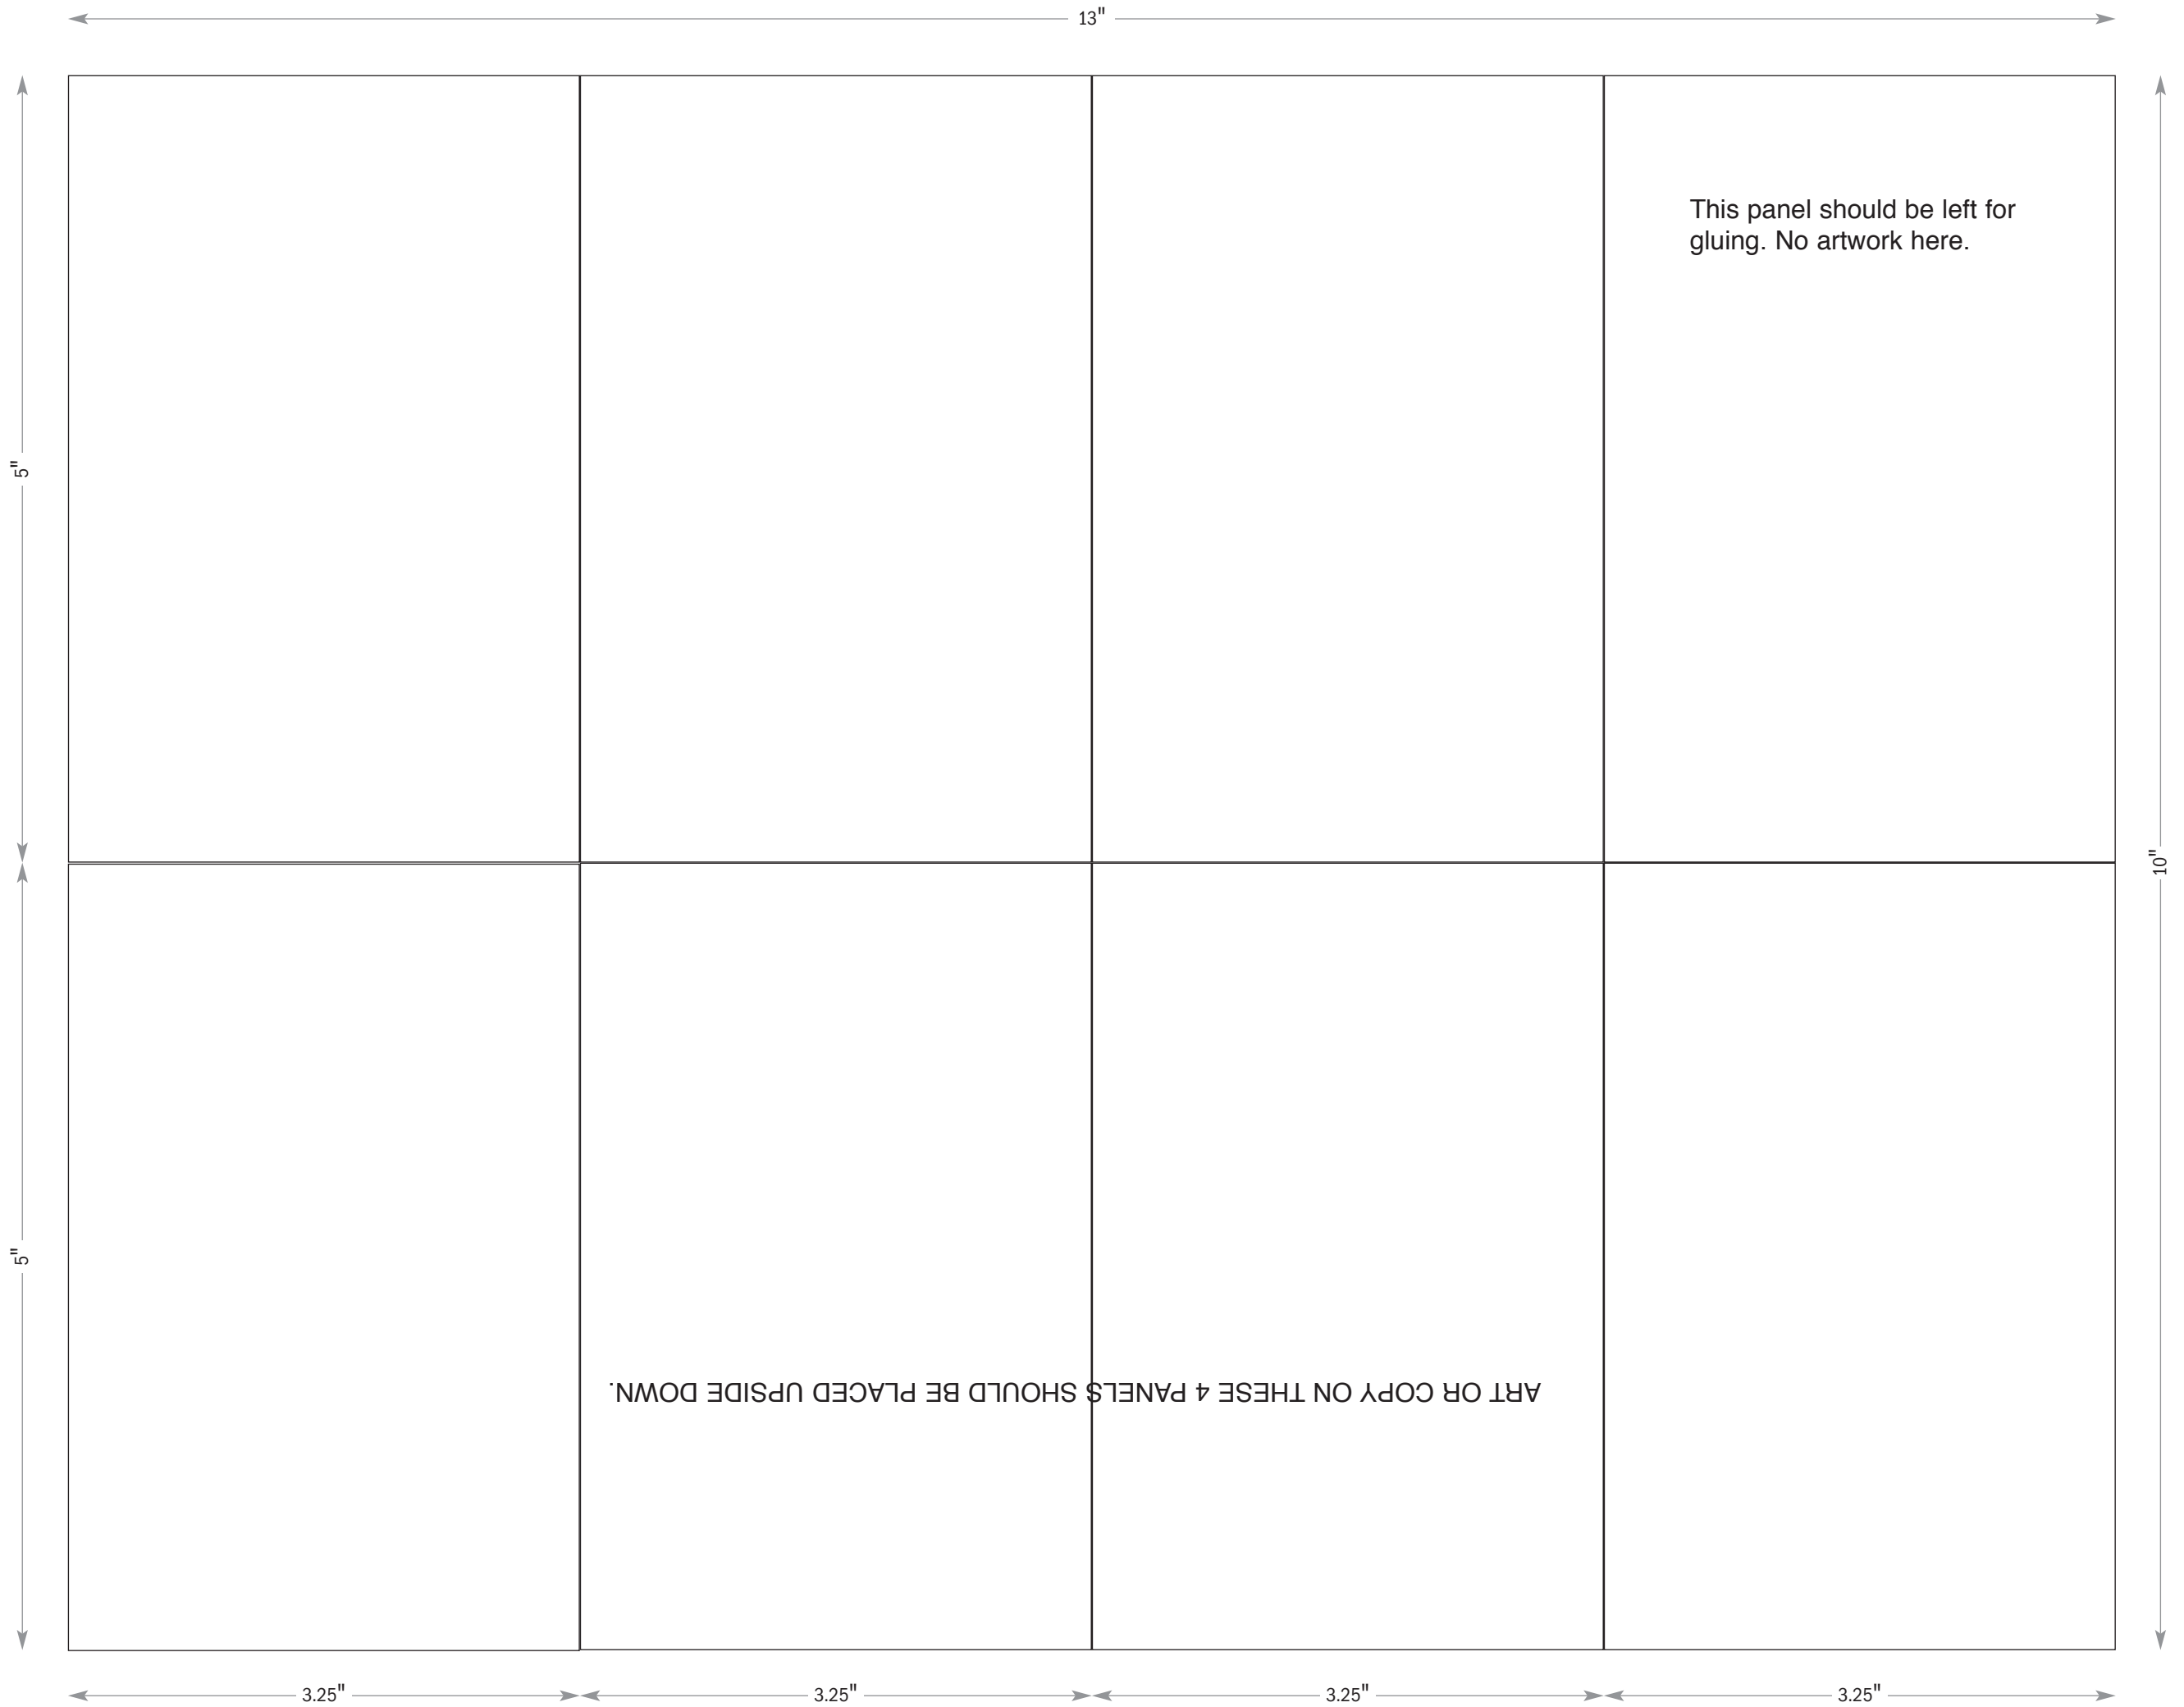 13"
This panel should be left for
gluing. No artwork here.
5"
10"
5"
ART OR COPY ON THESE 4 PANELS SHOULD BE PLACED UPSIDE DOWN.
3.25" 3.25" 3.25" 3.25"